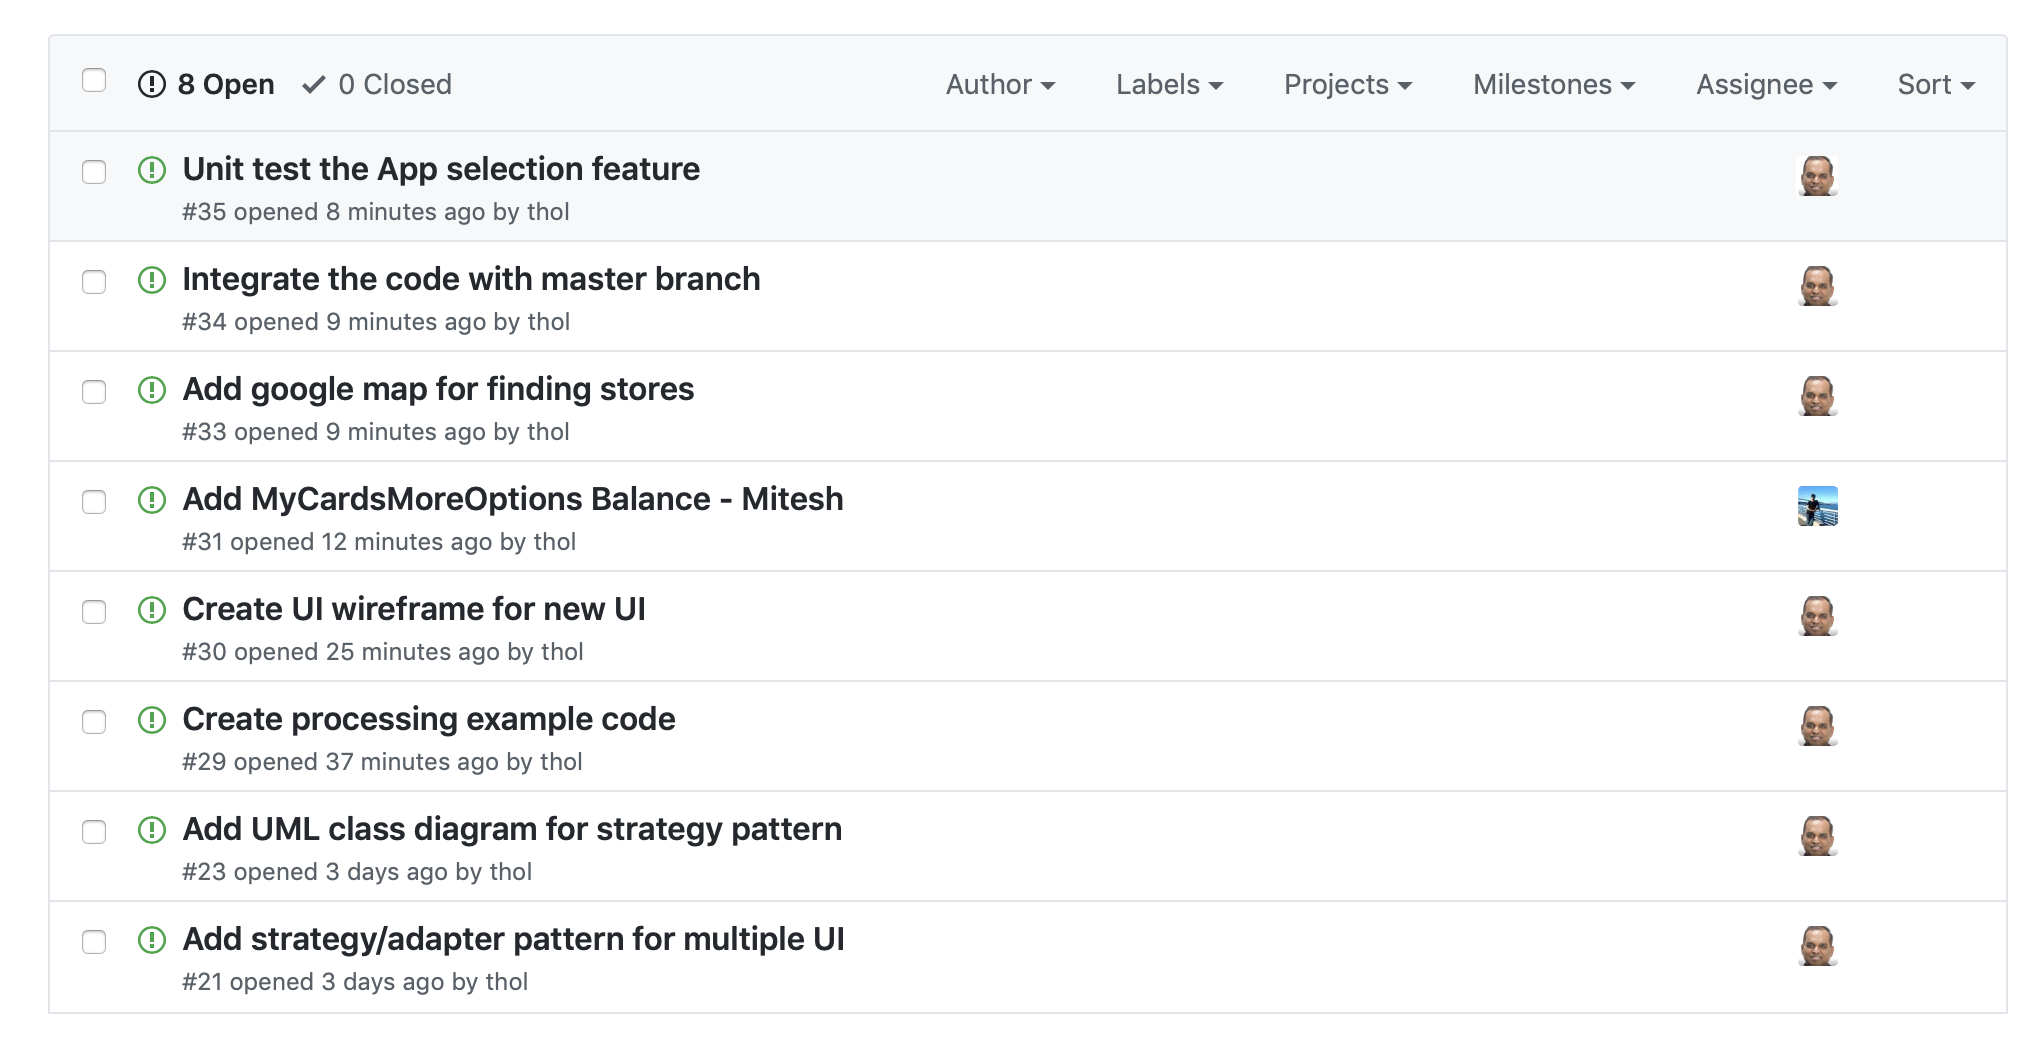 8 Open 0 Closed Author Labels Projects Milestones Assignee Sort
Unit test the App selection feature
#35 opened 8 minutes ago by thol
Integrate the code with master branch
#34 opened 9 minutes ago by thol
Add google map for finding stores
#33 opened 9 minutes ago by thol
Add MyCardsMoreOptions Balance - Mitesh
#31 opened 12 minutes ago by thol
Create UI wireframe for new UI
#30 opened 25 minutes ago by thol
Create processing example code
#29 opened 37 minutes ago by thol
Add UML class diagram for strategy pattern
#23 opened 3 days ago by thol
Add strategy/adapter pattern for multiple UI
#21 opened 3 days ago by thol